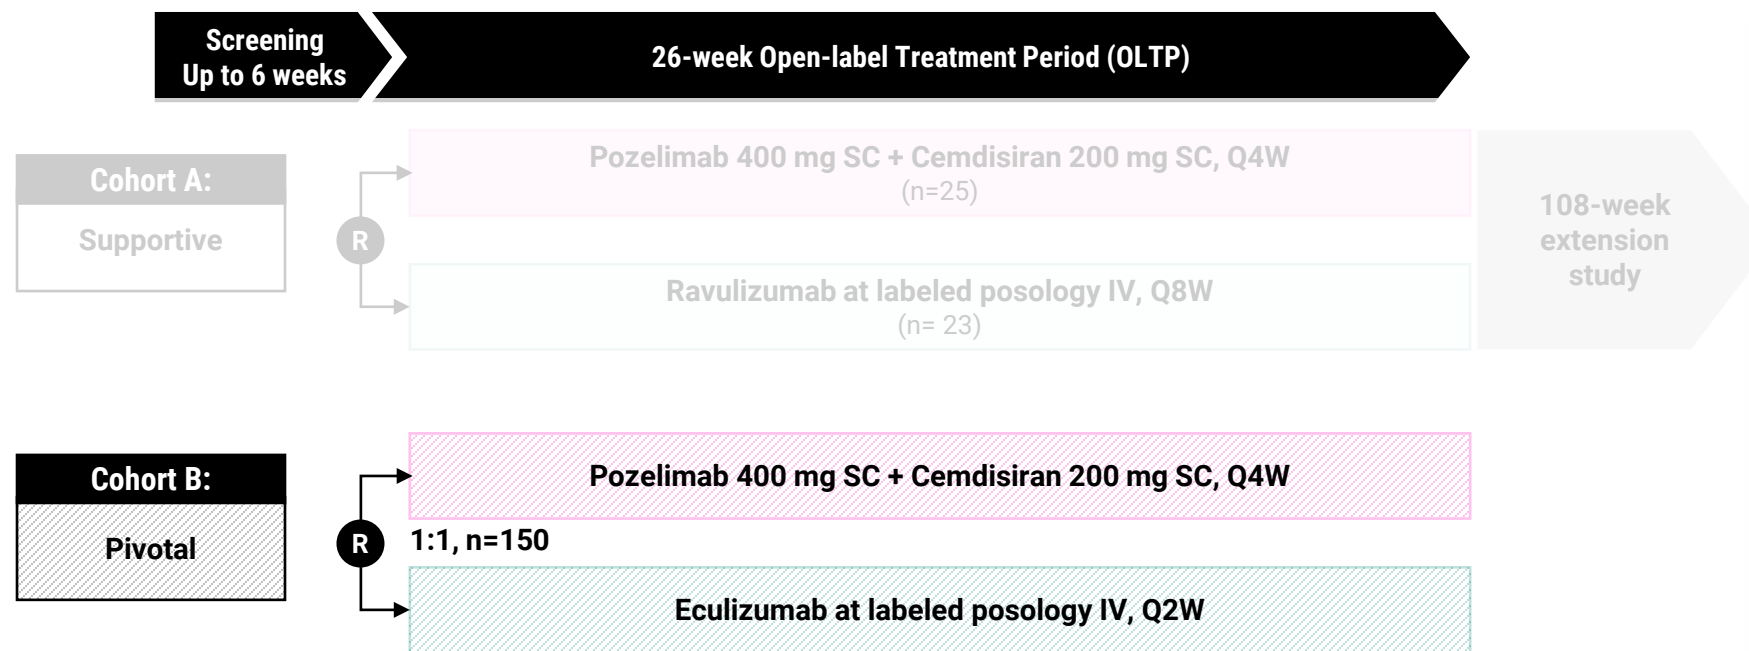 Screening
Up to 6 weeks
26-week Open-label Treatment Period (OLTP)
Cohort A:
Supportive
R
Pozelimab 400 mg SC + Cemdisiran 200 mg SC, Q4W
(n=25)
Ravulizumab at labeled posology IV, Q8W
(n= 23)
108-week
extension
study
Cohort B:
Pivotal
R
Pozelimab 400 mg SC + Cemdisiran 200 mg SC, Q4W
1:1, n=150
Eculizumab at labeled posology IV, Q2W